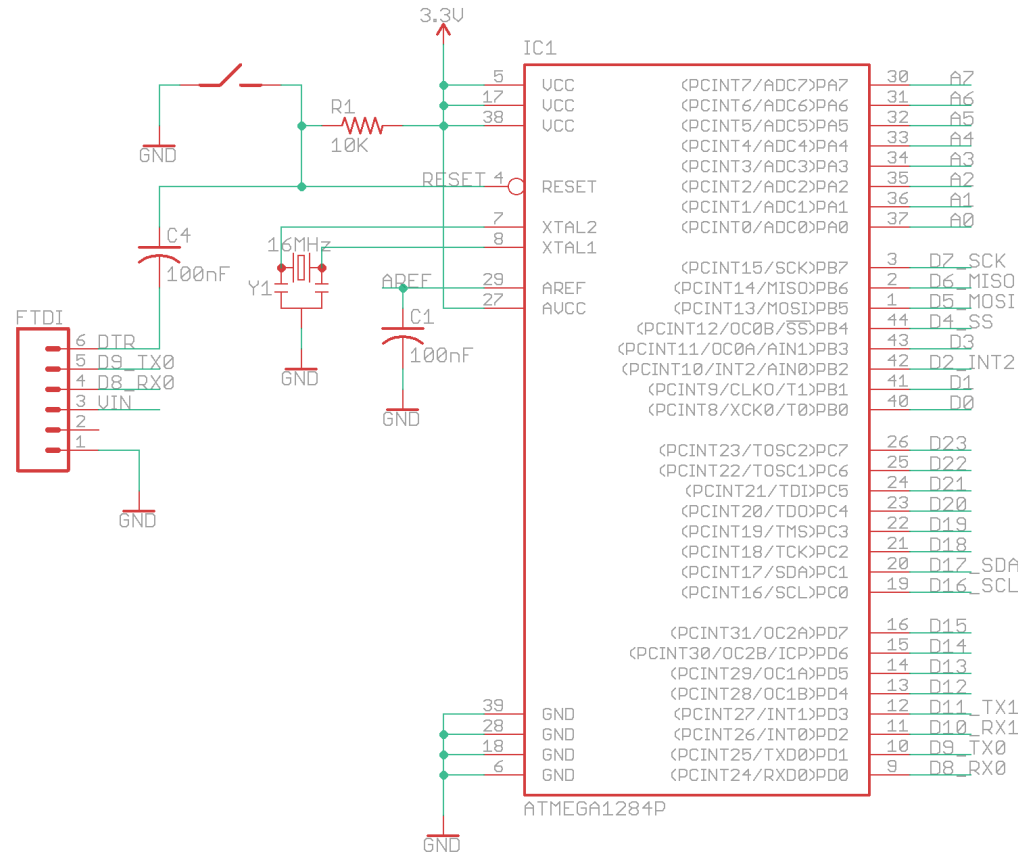 3.3V
IC1
5 VCC (PCINT7/ADC7)PA7 30 A7
17 VCC (PCINT6/ADC6)PA6 31 A6
R1
38 VCC (PCINT5/ADC5)PA5 32 A5
10K
(PCINT4/ADC4)PA4 33 A4
GND
(PCINT3/ADC3)PA3 34 A3
RESET 4 RESET (PCINT2/ADC2)PA2 35 A2
(PCINT1/ADC1)PA1 36 A1
7 XTAL2 (PCINT0/ADC0)PA0 37 A0
C4
16MHz
8 XTAL1
100nF
(PCINT15/SCK)PB7 3 D7_SCK
Y1
AREF 29 AREF (PCINT14/MISO)PB6 2 D6_MISO
27 AVCC (PCINT13/MOSI)PB5 1 D5_MOSI
FTDI
C1
(PCINT12/OC0B/SS)PB4 44 D4_SS
6 DTR
100nF
(PCINT11/OC0A/AIN1)PB3 43 D3
5 D9_TX0
(PCINT10/INT2/AIN0)PB2 42 D2_INT2
GND
4 D8_RX0
(PCINT9/CLKO/T1)PB1 41 D1
3 VIN
(PCINT8/XCK0/T0)PB0 40 D0
GND
2
1
(PCINT23/TOSC2)PC7 26 D23
(PCINT22/TOSC1)PC6 25 D22
(PCINT21/TDI)PC5 24 D21
(PCINT20/TDO)PC4 23 D20
GND
(PCINT19/TMS)PC3 22 D19
(PCINT18/TCK)PC2 21 D18
(PCINT17/SDA)PC1 20 D17_SDA
(PCINT16/SCL)PC0 19 D16_SCL
(PCINT31/OC2A)PD7 16 D15
(PCINT30/OC2B/ICP)PD6 15 D14
(PCINT29/OC1A)PD5 14 D13
(PCINT28/OC1B)PD4 13 D12
39 GND (PCINT27/INT1)PD3 12 D11_TX1
28 GND (PCINT26/INT0)PD2 11 D10_RX1
18 GND (PCINT25/TXD0)PD1 10 D9_TX0
6 GND (PCINT24/RXD0)PD0 9 D8_RX0
ATMEGA1284P
GND